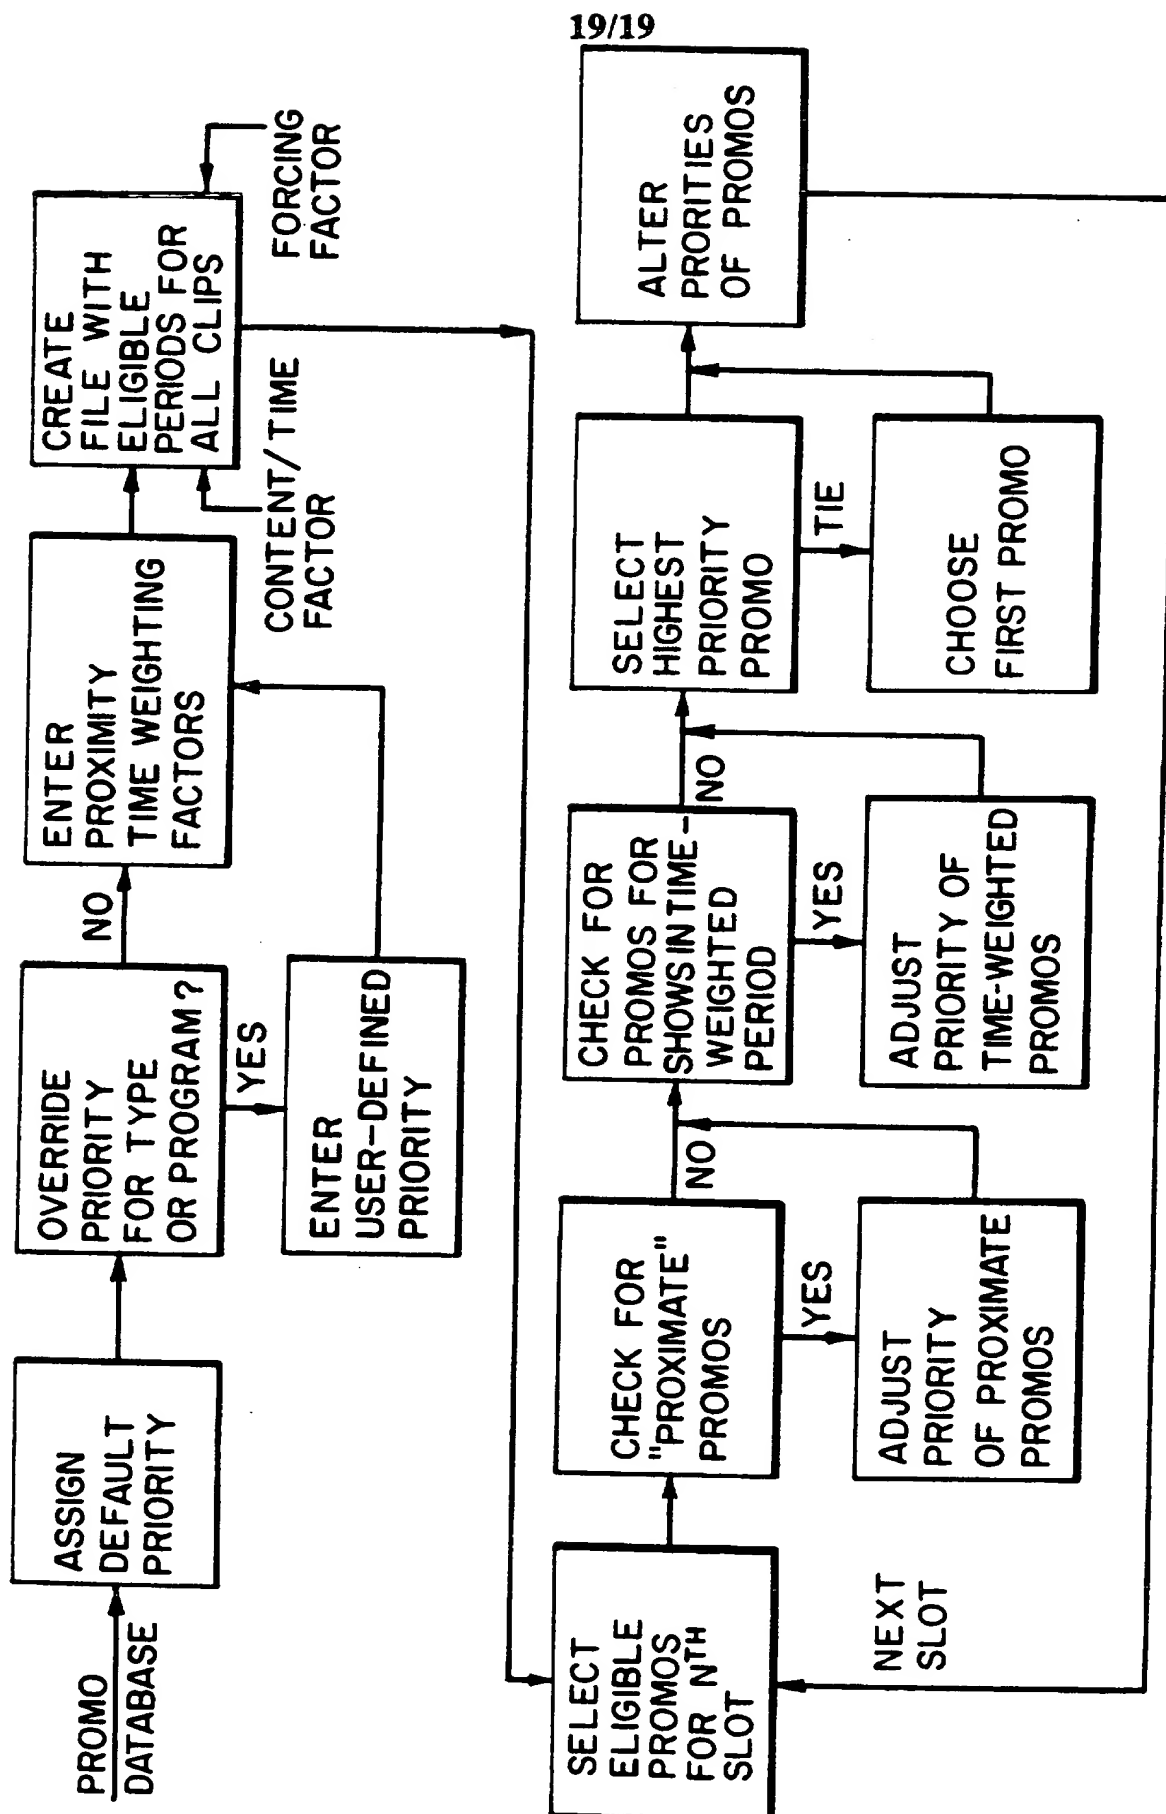 19/19
PROMO
DATABASE
ASSIGN
DEFAULT
PRIORITY
OVERRIDE
PRIORITY
FOR TYPE
OR PROGRAM?
YES
NO
ENTER
USER-DEFINED
PRIORITY
ENTER
PROXIMITY
TIME WEIGHTING
FACTORS
CREATE
FILE WITH
ELIGIBLE
PERIODS FOR
ALL CLIPS
CONTENT/TIME
FACTOR
FORCING
FACTOR
SELECT
ELIGIBLE
PROMOS
FOR NTH
SLOT
NEXT
SLOT
CHECK FOR
"PROXIMATE"
PROMOS
YES
NO
ADJUST
PRIORITY
OF PROXIMATE
PROMOS
CHECK FOR
PROMOS FOR
SHOWS IN TIME-
WEIGHTED
PERIOD
YES
NO
ADJUST
PRIORITY OF
TIME-WEIGHTED
PROMOS
SELECT
HIGHEST
PRIORITY
PROMO
TIE
CHOOSE
FIRST PROMO
ALTER
PRORITIES
OF PROMOS